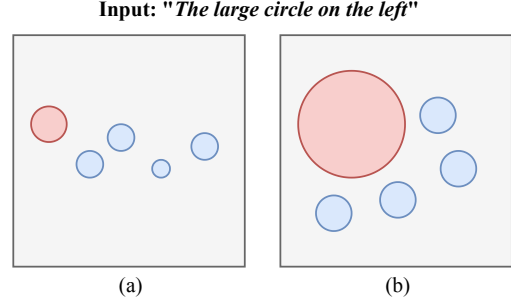 Input: "The large circle on the left"
(a) (b)